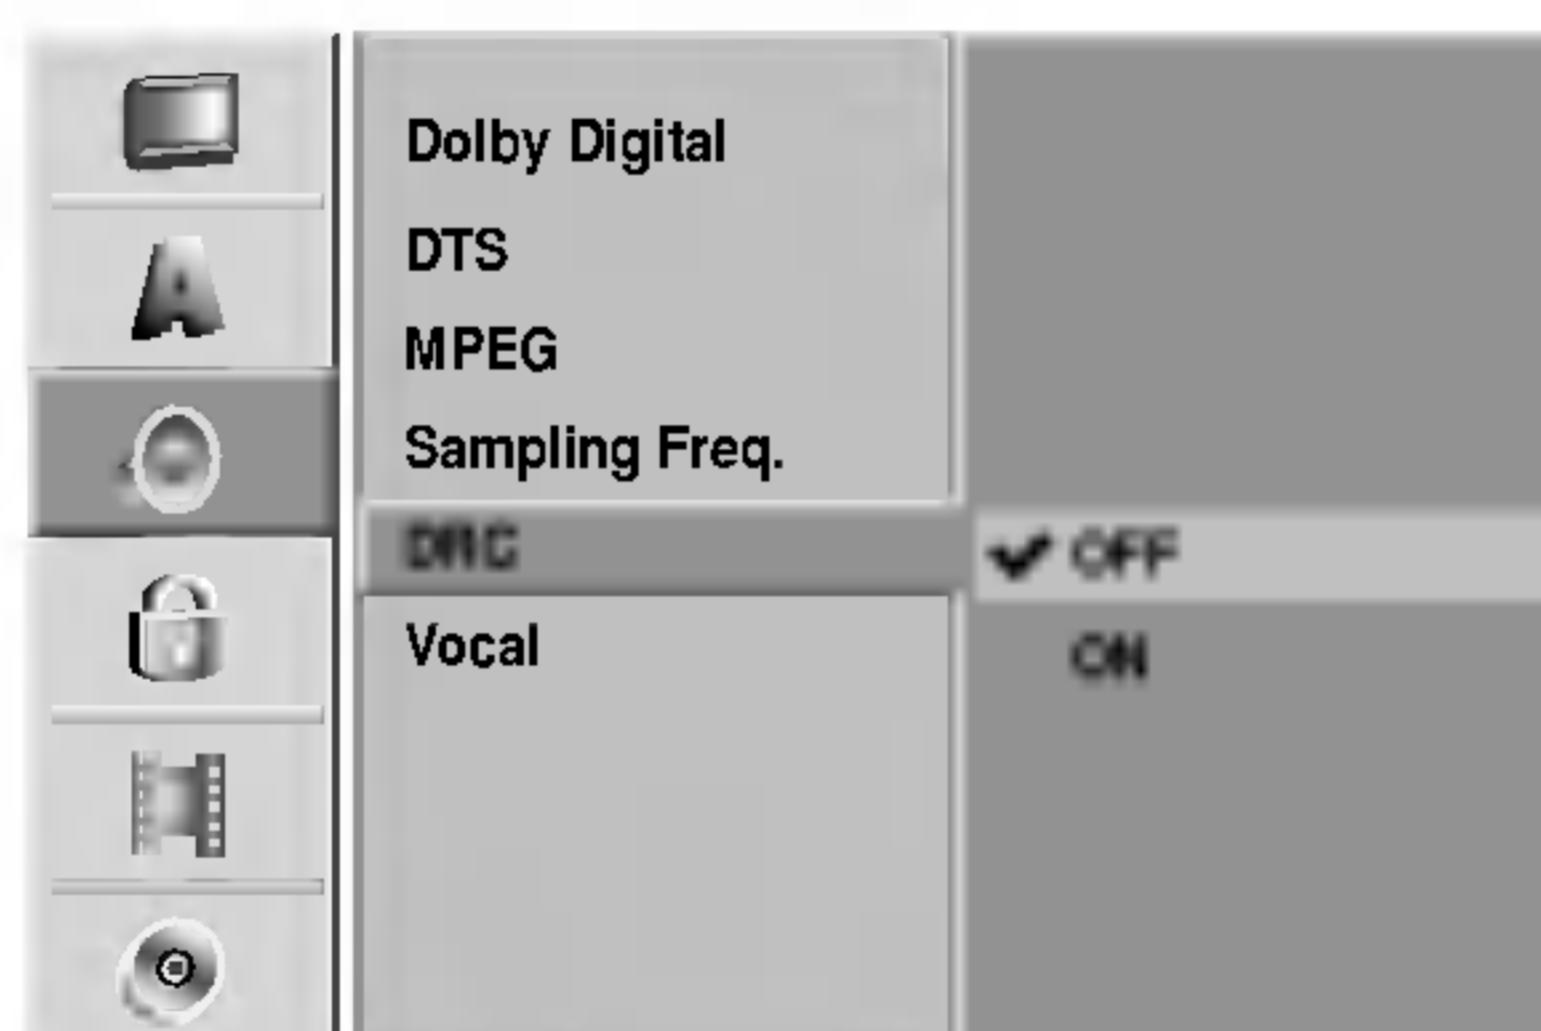 A
Dolby Digital
DTS
MPEG
Sampling Freq.
DRC
OFF
ON
Vocal